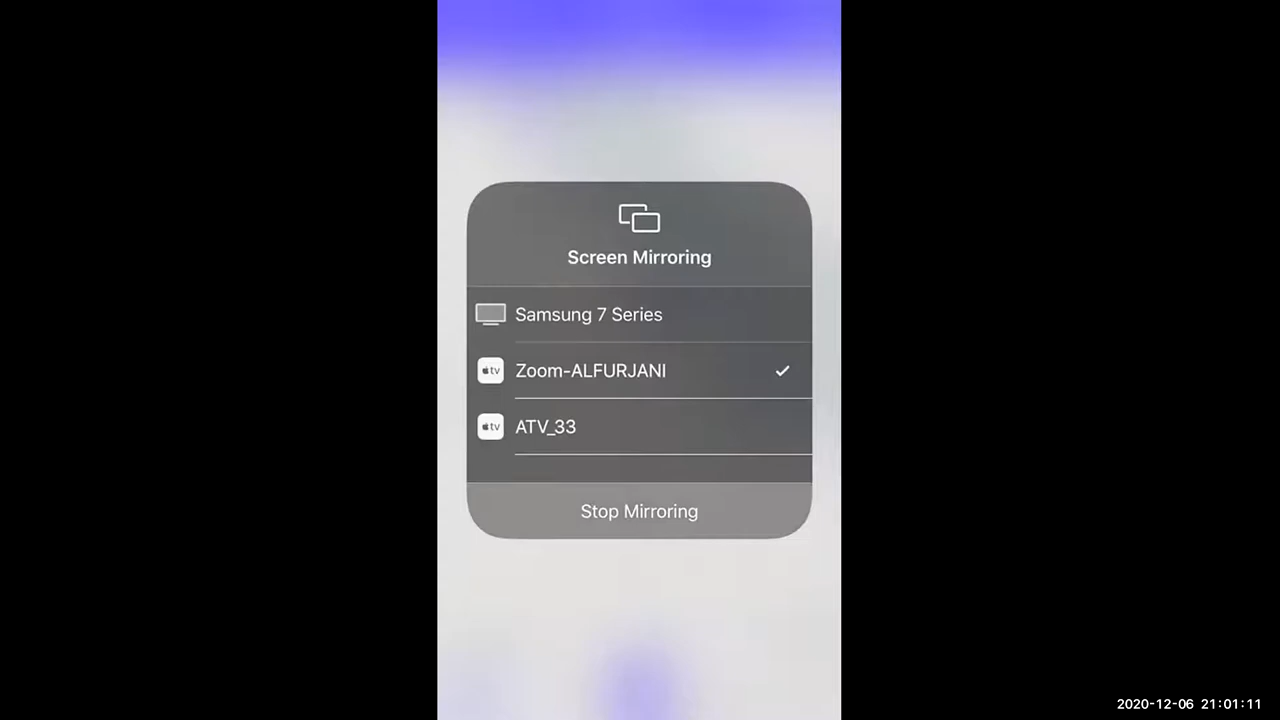 Screen Mirroring
Samsung 7 Series
tv Zoom-ALFURJANI
tv ATV_33
Stop Mirroring
2020-12-06 21:01:11